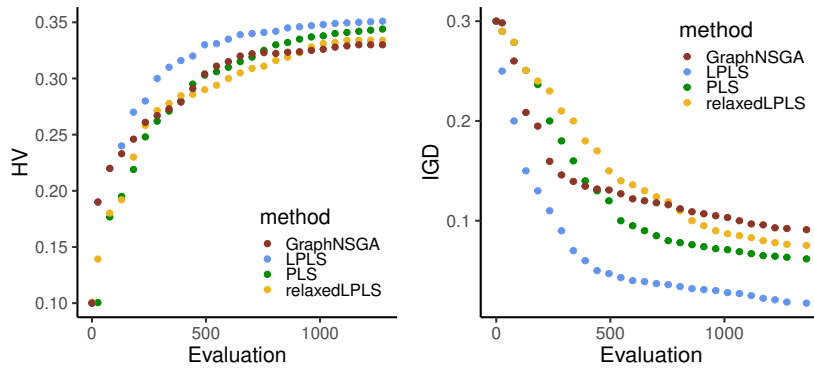 0.35
0.30
0.25
0.20
0.15
0.10
HV
method
GraphNSGA
LPLS
PLS
relaxedLPLS
0
500
1000
Evaluation
0.3
0.2
0.1
IGD
method
GraphNSGA
LPLS
PLS
relaxedLPLS
0
500
1000
Evaluation